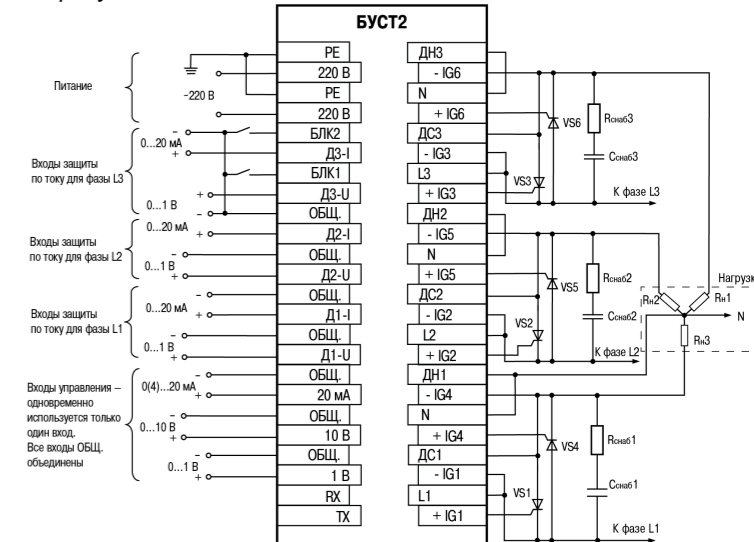 БУСТ2
Питание
~220 В
Входы защиты
по току для фазы L3
0...20 мА
0...1 В
Входы защиты
по току для фазы L2
0...20 мА
0...1 В
Входы защиты
по току для фазы L1
0...20 мА
0...1 В
Входы управления –
одновременно
используется только
один вход.
Все входы ОБЩ.
объединены
0(4)...20 мА
0...10 В
0...1 В
– +
+ –
+
– +
– +
– +
– +
– +
– +
PE
220 В
PE
220 В
БЛК2
Д3-I
БЛК1
Д3-U
ОБЩ.
Д2-I
ОБЩ.
Д2-U
ОБЩ.
Д1-I
ОБЩ.
Д1-U
ОБЩ.
20 мА
ОБЩ.
10 В
ОБЩ.
1 В
RX
TX
ДН3
- IG6
N
+ IG6
ДС3
- IG3
L3
+ IG3
ДН2
- IG5
N
+ IG5
ДС2
- IG2
L2
+ IG2
ДН1
- IG4
N
+ IG4
ДС1
- IG1
L1
+ IG1
VS6
Rснаб3
Cснаб3
VS3
К фазе L3
VS5
Rснаб2
Cснаб2
VS2
К фазе L2
Нагрузк
Rн2
Rн1
N
Rн3
VS4
Rснаб1
Cснаб1
VS1
К фазе L1